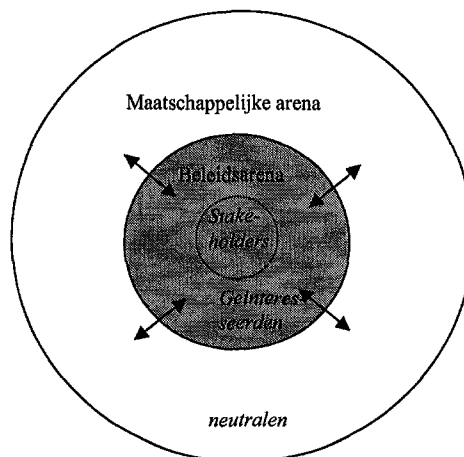 Maatschappelijke arena
Beleidsarena
Stake-
holders
Geïnteres
seerden
neutralen